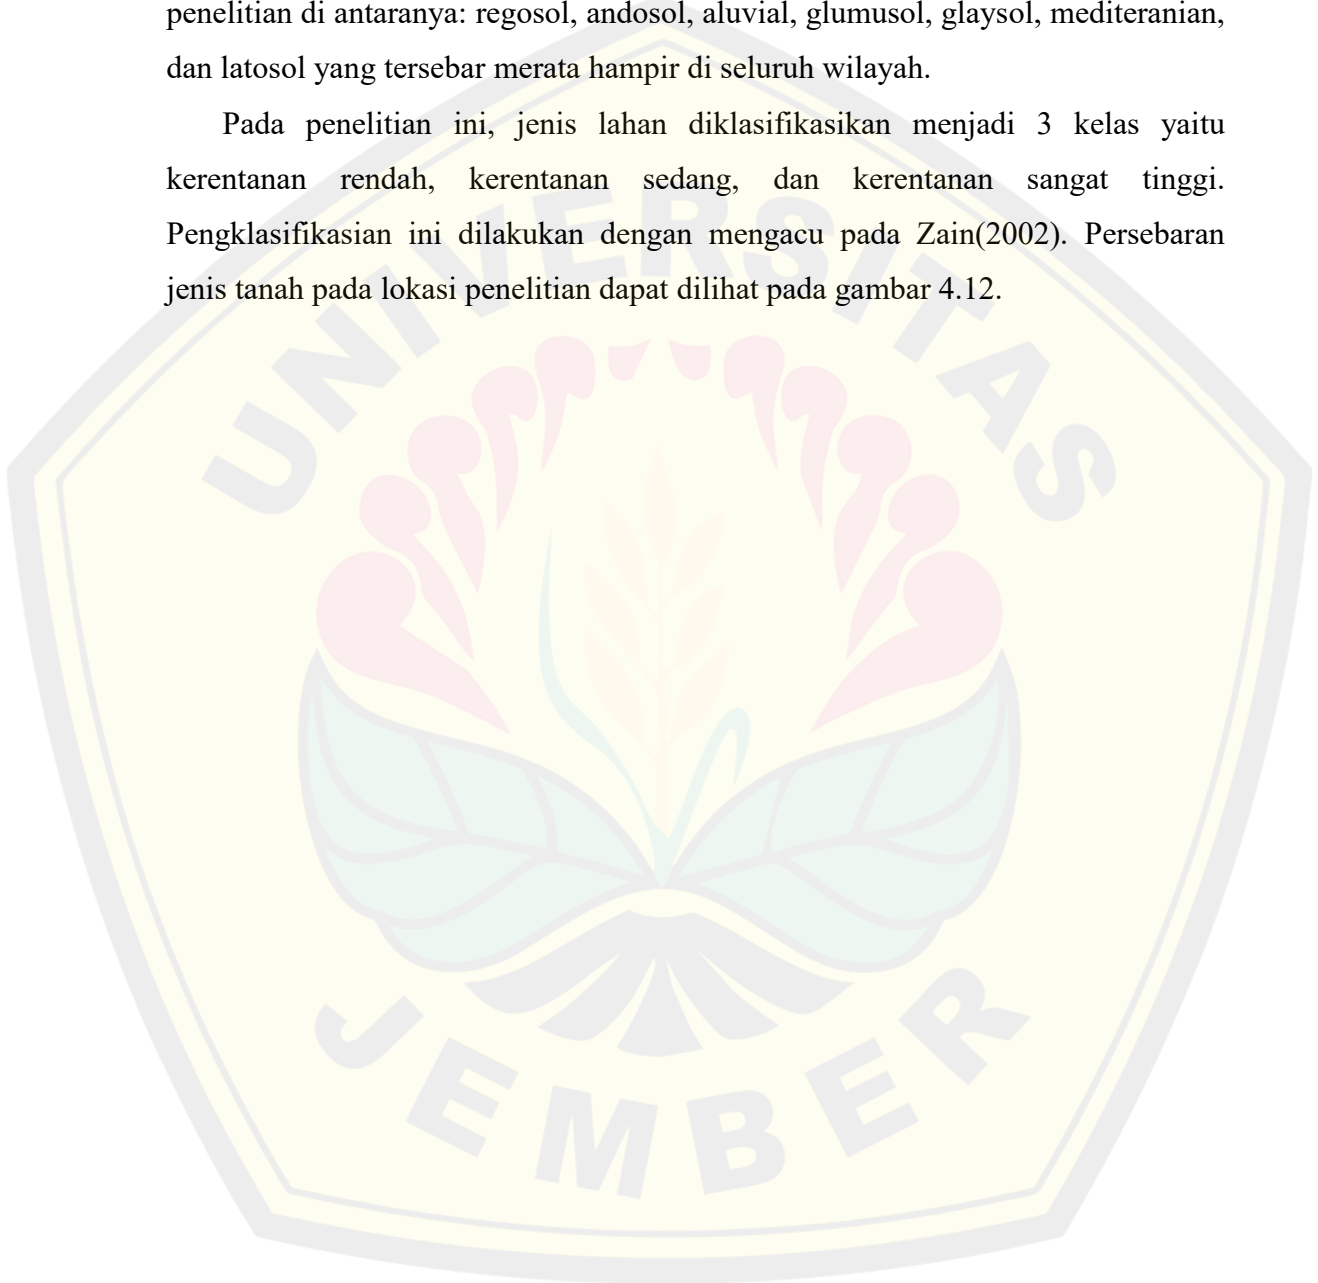 penelitian di antaranya: regosol, andosol, aluvial, glumusol, glaysol, mediteranian,
dan latosol yang tersebar merata hampir di seluruh wilayah.
Pada penelitian ini, jenis lahan diklasifikasikan menjadi 3 kelas yaitu
kerentanan rendah, kerentanan sedang, dan kerentanan sangat tinggi.
Pengklasifikasian ini dilakukan dengan mengacu pada Zain(2002). Persebaran
jenis tanah pada lokasi penelitian dapat dilihat pada gambar 4.12.
UNIVERSITAS
JEMBER